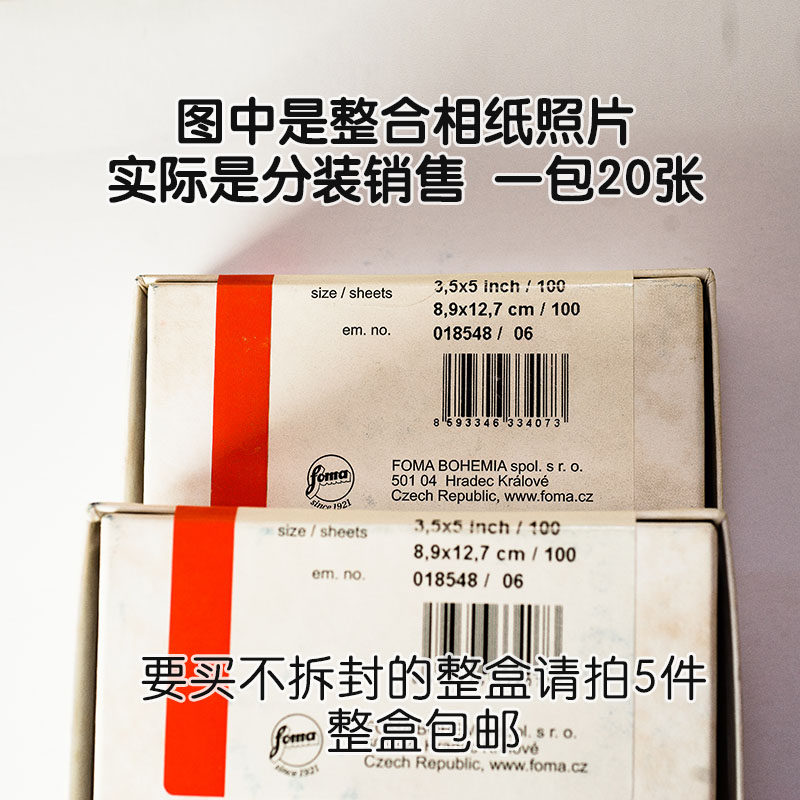 图中是整合相纸照片
实际是分装销售 一包20张
size / sheets 3,5x5 inch / 100
8,9x12,7 cm / 100
em. no. 018548 / 06
8 593346 334073
foma
since 1921
FOMA BOHEMIA spol. s r. o.
501 04 Hradec Králové
Czech Republic, www.foma.cz
size / sheets 3,5x5 inch / 100
8,9x12,7 cm / 100
em. no. 018548 / 06
要买不拆封的整盒请拍5件
整盒包邮
foma
since 1921
spol. s r. o.
Králové
Czech Republic, www.foma.cz